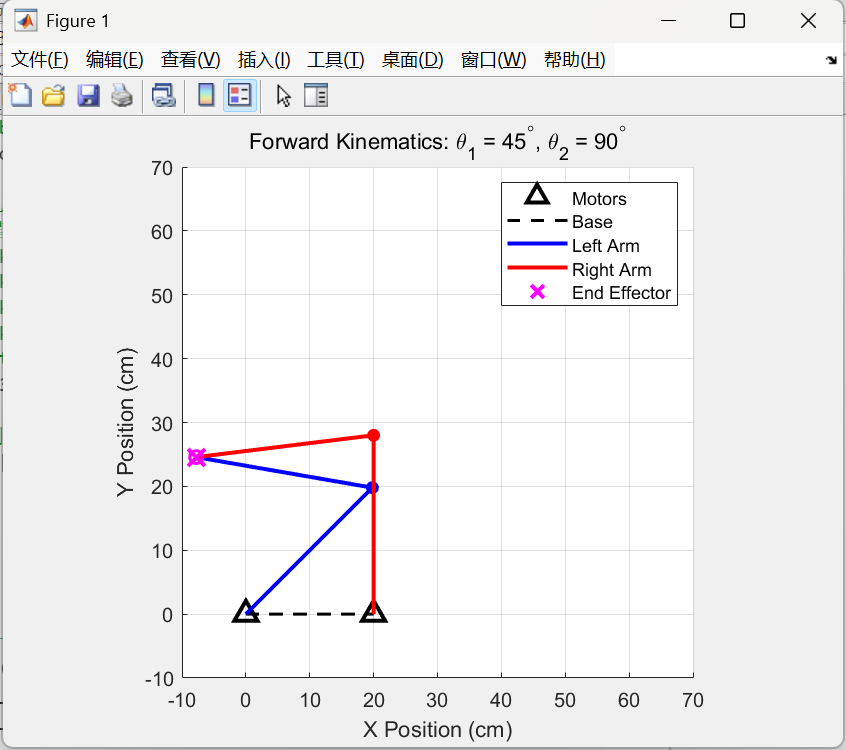 Figure 1
文件(F) 编辑(E) 查看(V) 插入(I) 工具(T) 桌面(D) 窗口(W) 帮助(H)
Forward Kinematics: θ₁ = 45°, θ₂ = 90°
Motors
Base
Left Arm
Right Arm
End Effector
70
60
50
40
30
20
10
0
-10
Y Position (cm)
-10 0 10 20 30 40 50 60 70
X Position (cm)